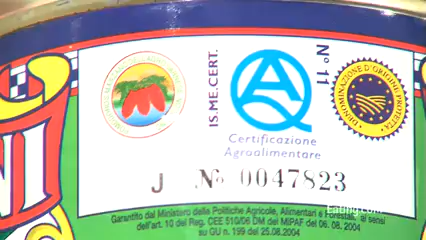 NI
IS.ME.CERT.
AQ
N° 11
DENOMINAZIONE D'ORIGINE PROTETTA
Certificazione
Agroalimentare
J No 0047823
Garantito dal Ministero delle Politiche Agricole, Alimentari e Forestali ai sensi
dell'art. 10 del Reg. CEE 510/06 DM del MIPAF del 06. 08. 2004
su GU n. 199 del 25.08.2004